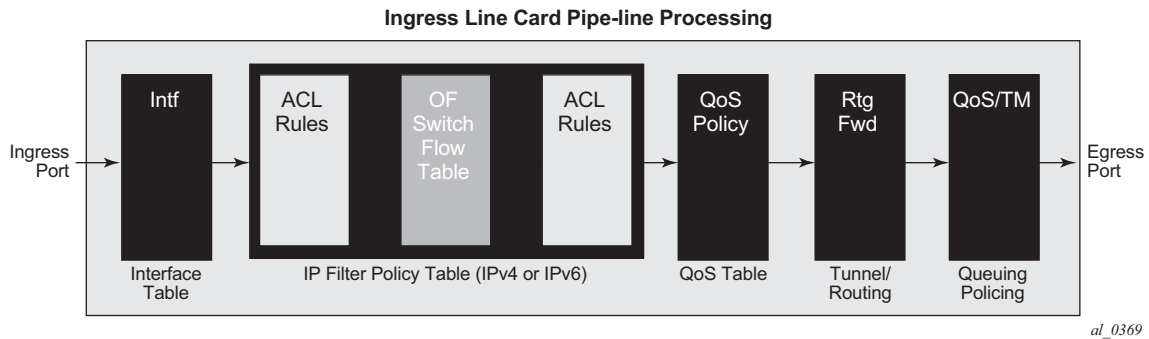 Ingress Line Card Pipe-line Processing
Ingress
Port
Intf
Interface
Table
ACL
Rules
OF
Switch
Flow
Table
ACL
Rules
IP Filter Policy Table (IPv4 or IPv6)
QoS
Policy
QoS Table
Rtg
Fwd
Tunnel/
Routing
QoS/TM
Queuing
Policing
Egress
Port
al_0369